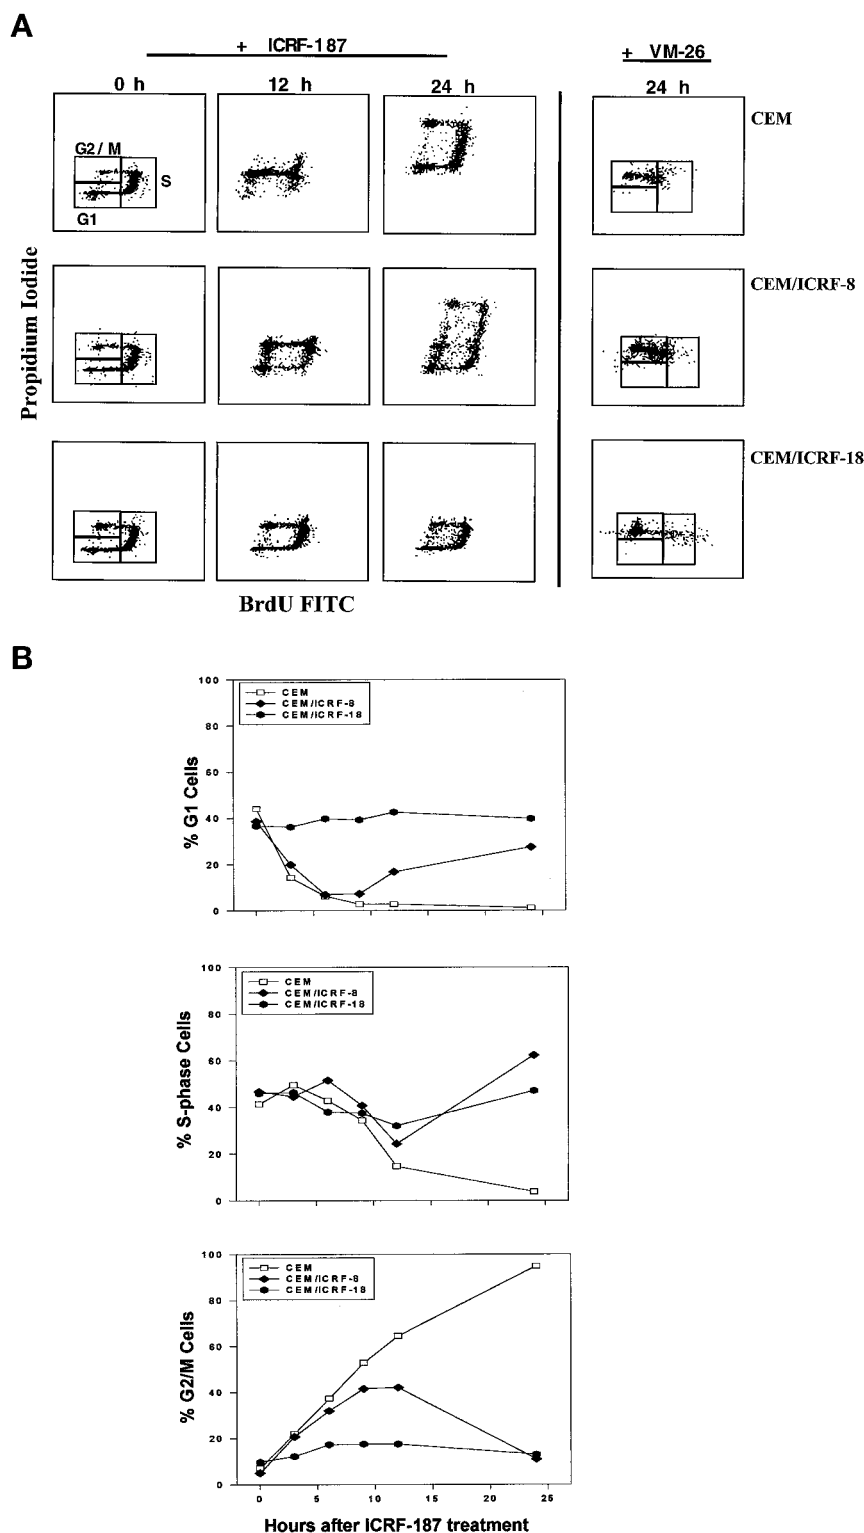 A
+ ICRF-187
+ VM-26
0 h
12 h
24 h
24 h
CEM
G2/ M
S
G1
CEM/ICRF-8
CEM/ICRF-18
Propidium Iodide
BrdU FITC
B
100
80
60
40
20
0
CEM
CEM/ICRF-8
CEM/ICRF-18
% G1 Cells
100
80
60
40
20
0
CEM
CEM/ICRF-8
CEM/ICRF-18
% S-phase Cells
100
80
60
40
20
0
CEM
CEM/ICRF-8
CEM/ICRF-18
% G2/M Cells
0 5 10 15 20 25
Hours after ICRF-187 treatment